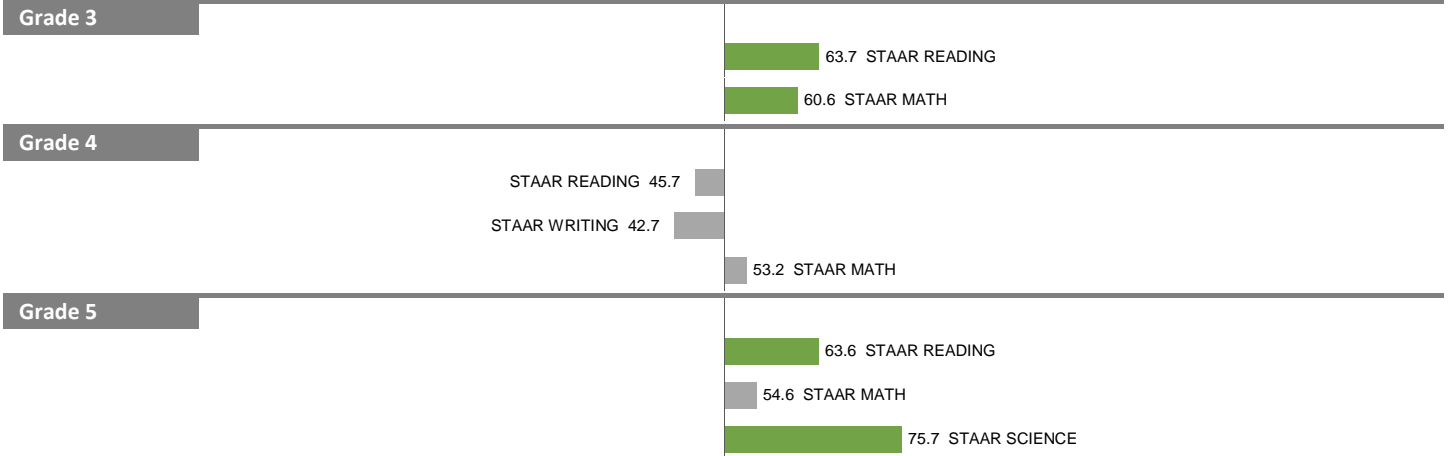 Grade 3
63.7 STAAR READING
60.6 STAAR MATH
Grade 4
STAAR READING 45.7
STAAR WRITING 42.7
53.2 STAAR MATH
Grade 5
63.6 STAAR READING
54.6 STAAR MATH
75.7 STAAR SCIENCE